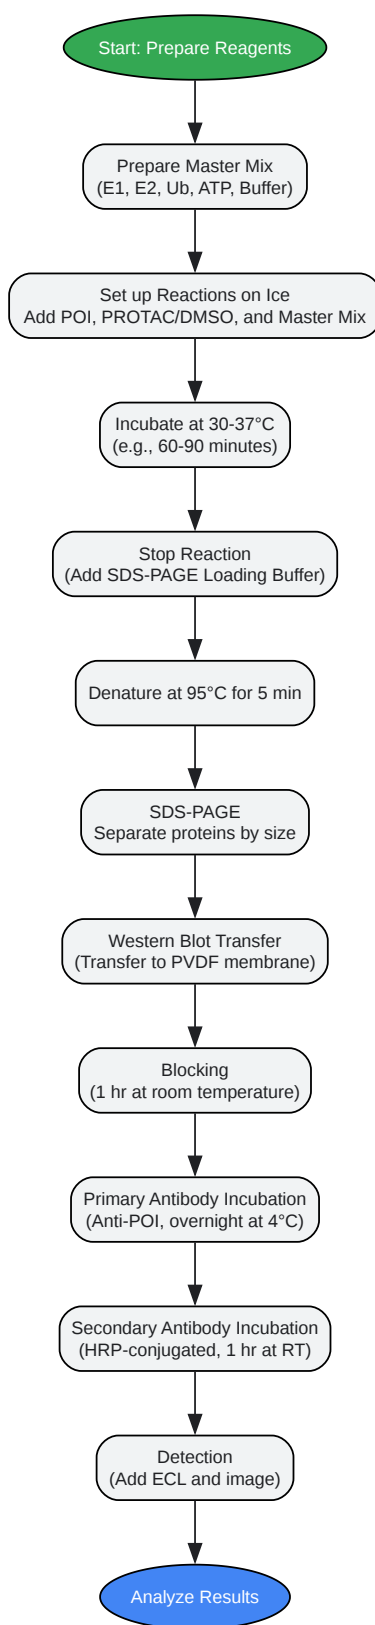 Start: Prepare Reagents
Prepare Master Mix
(E1, E2, Ub, ATP, Buffer)
Set up Reactions on Ice
Add POI, PROTAC/DMSO, and Master Mix
Incubate at 30-37°C
(e.g., 60-90 minutes)
Stop Reaction
(Add SDS-PAGE Loading Buffer)
Denature at 95°C for 5 min
SDS-PAGE
Separate proteins by size
Western Blot Transfer
(Transfer to PVDF membrane)
Blocking
(1 hr at room temperature)
Primary Antibody Incubation
(Anti-POI, overnight at 4°C)
Secondary Antibody Incubation
(HRP-conjugated, 1 hr at RT)
Detection
(Add ECL and image)
Analyze Results